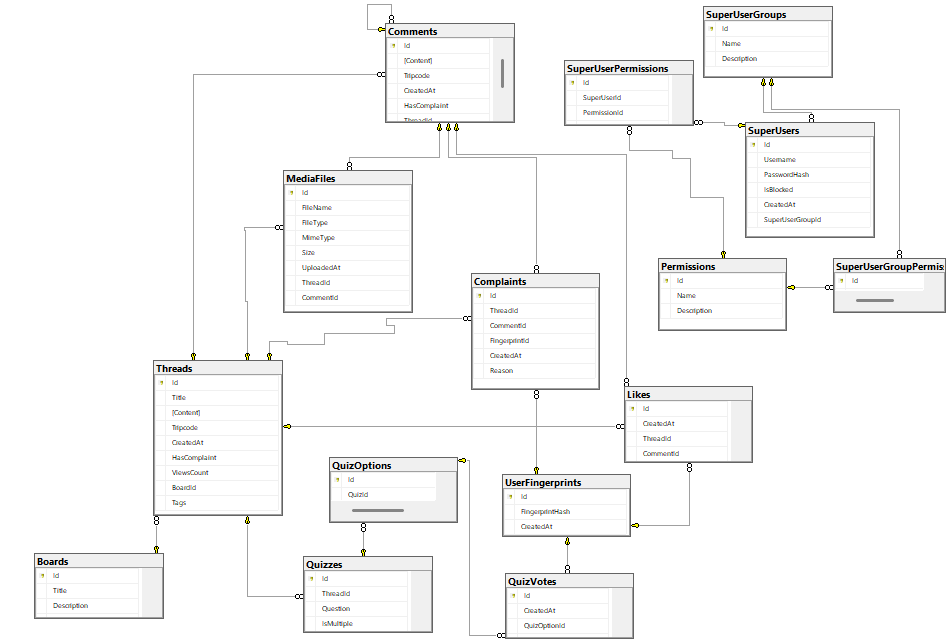 Comments
Id
[Content]
Tripcode
CreatedAt
HasComplaint
ThreadId
SuperUserGroups
Id
Name
Description
SuperUserPermissions
Id
SuperUserId
PermissionId
SuperUsers
Id
Username
PasswordHash
IsBlocked
CreatedAt
SuperUserGroupId
MediaFiles
Id
FileName
FileType
MimeType
Size
UploadedAt
ThreadId
CommentId
Permissions
Id
Name
Description
SuperUserGroupPermis
Id
Complaints
Id
ThreadId
CommentId
FingerprintId
CreatedAt
Reason
Threads
Id
Title
[Content]
Tripcode
CreatedAt
HasComplaint
ViewsCount
BoardId
Tags
Likes
Id
CreatedAt
ThreadId
CommentId
QuizOptions
Id
QuizId
UserFingerprints
Id
FingerprintHash
CreatedAt
Boards
Id
Title
Description
Quizzes
Id
ThreadId
Question
IsMultiple
QuizVotes
Id
CreatedAt
QuizOptionId